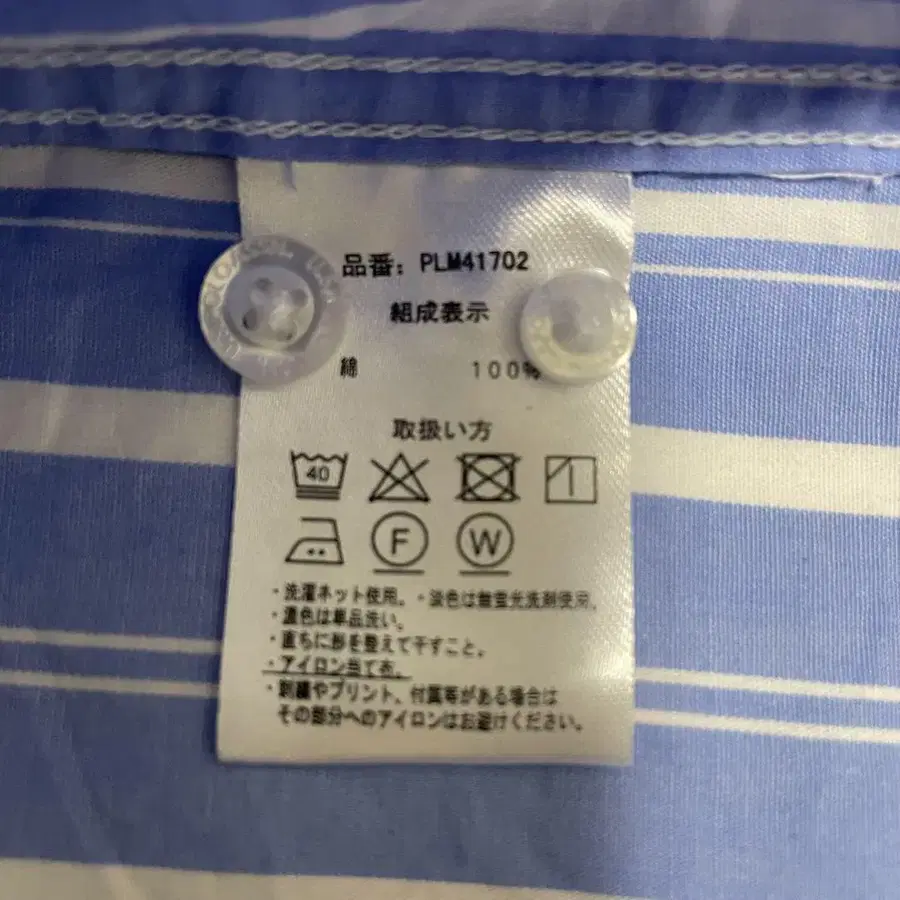 品番: PLM41702
組成表示
綿 100%
取扱い方
40
F W
・洗濯ネット使用。・淡色は無蛍光洗剤使用。
・濃色は単品洗い。
・直ちに形を整えて干すこと。
・アイロン当て布。
・刺繍やプリント、付属等がある場合は
その部分へのアイロンはお避けください。